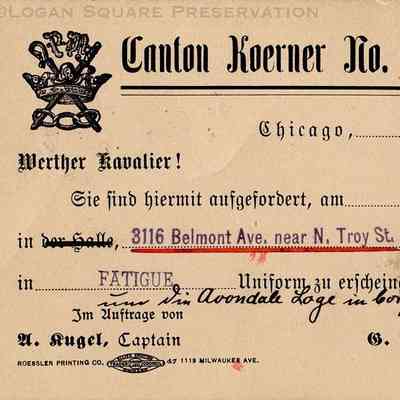 ©LOGAN SQUARE PRESERVATION
P M
Canton Koerner No.
Chicago,
Werther Kavalier!
Sie sind hiermit aufgefordert, am
in der Halle, 3116 Belmont Ave. near N. Troy St.
in FATIGUE Uniform zu erschein
um die Avondale Loge in
Im Auftrage von
A. Kugel, Captain G.
ROESSLER PRINTING CO. 1119 MILWAUKEE AVE.